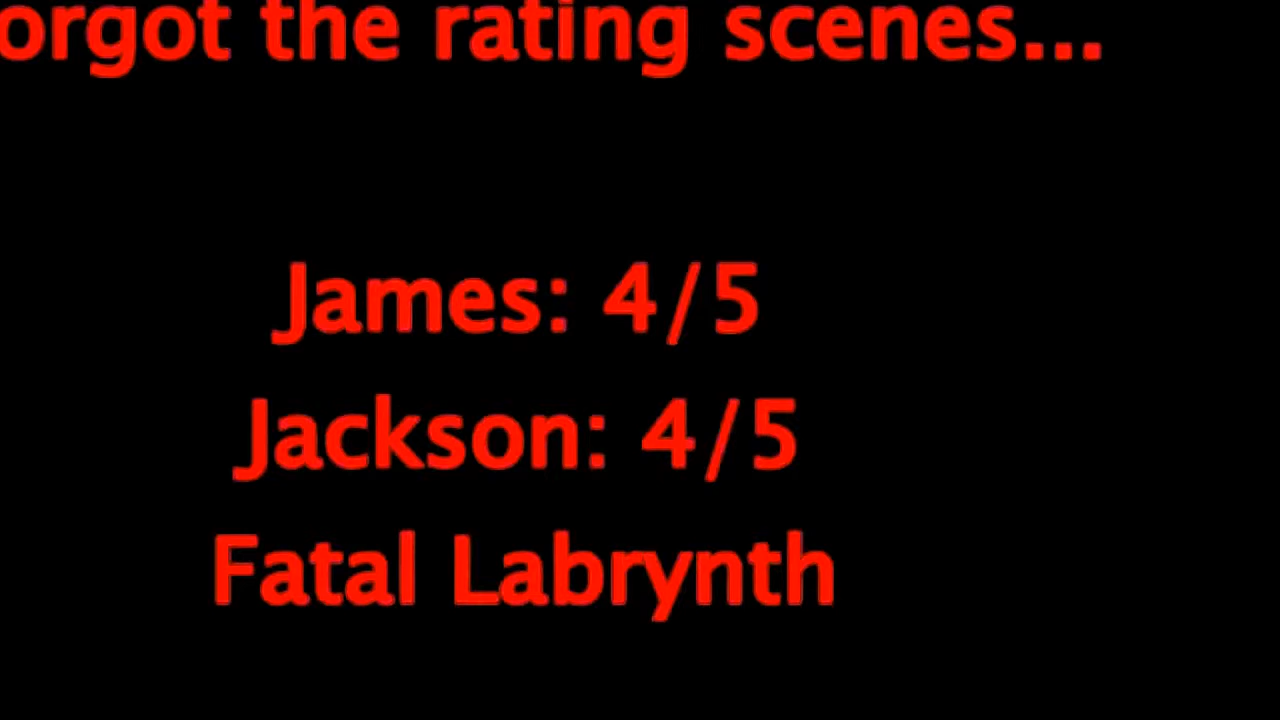 orgot the rating scenes...
James: 4/5
Jackson: 4/5
Fatal Labrynth